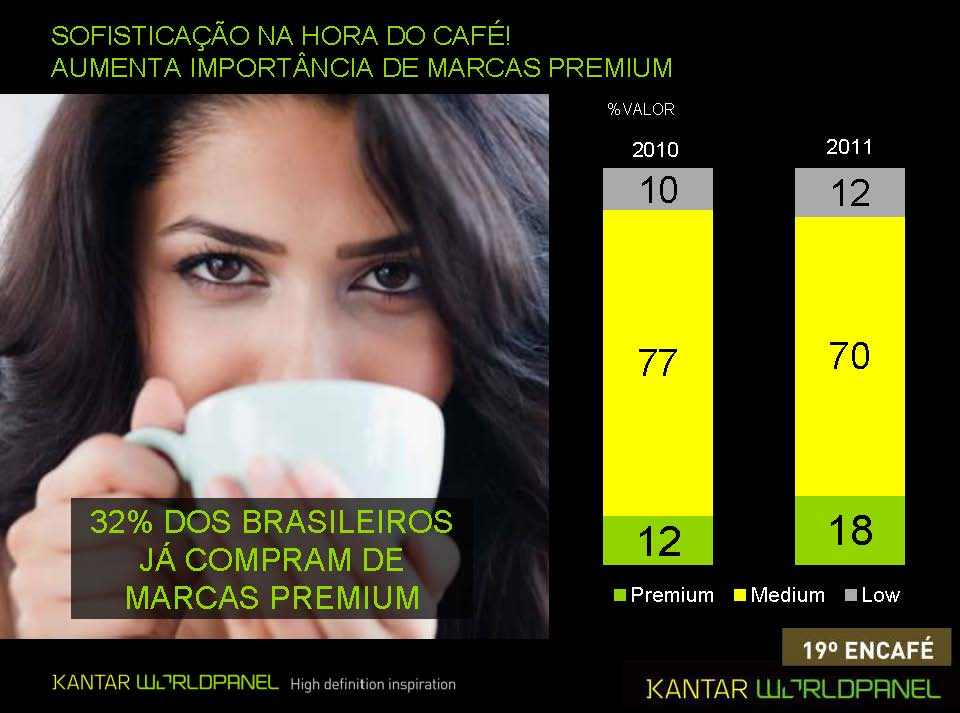 SOFISTICAÇÃO NA HORA DO CAFÉ!
AUMENTA IMPORTÂNCIA DE MARCAS PREMIUM
%VALOR
2010
2011
10
12
77
70
12
18
Premium Medium Low
32% DOS BRASILEIROS
JÁ COMPRAM DE
MARCAS PREMIUM
19º ENCAFÉ
KANTAR WORLDPANEL High definition inspiration
KANTAR WORLDPANEL